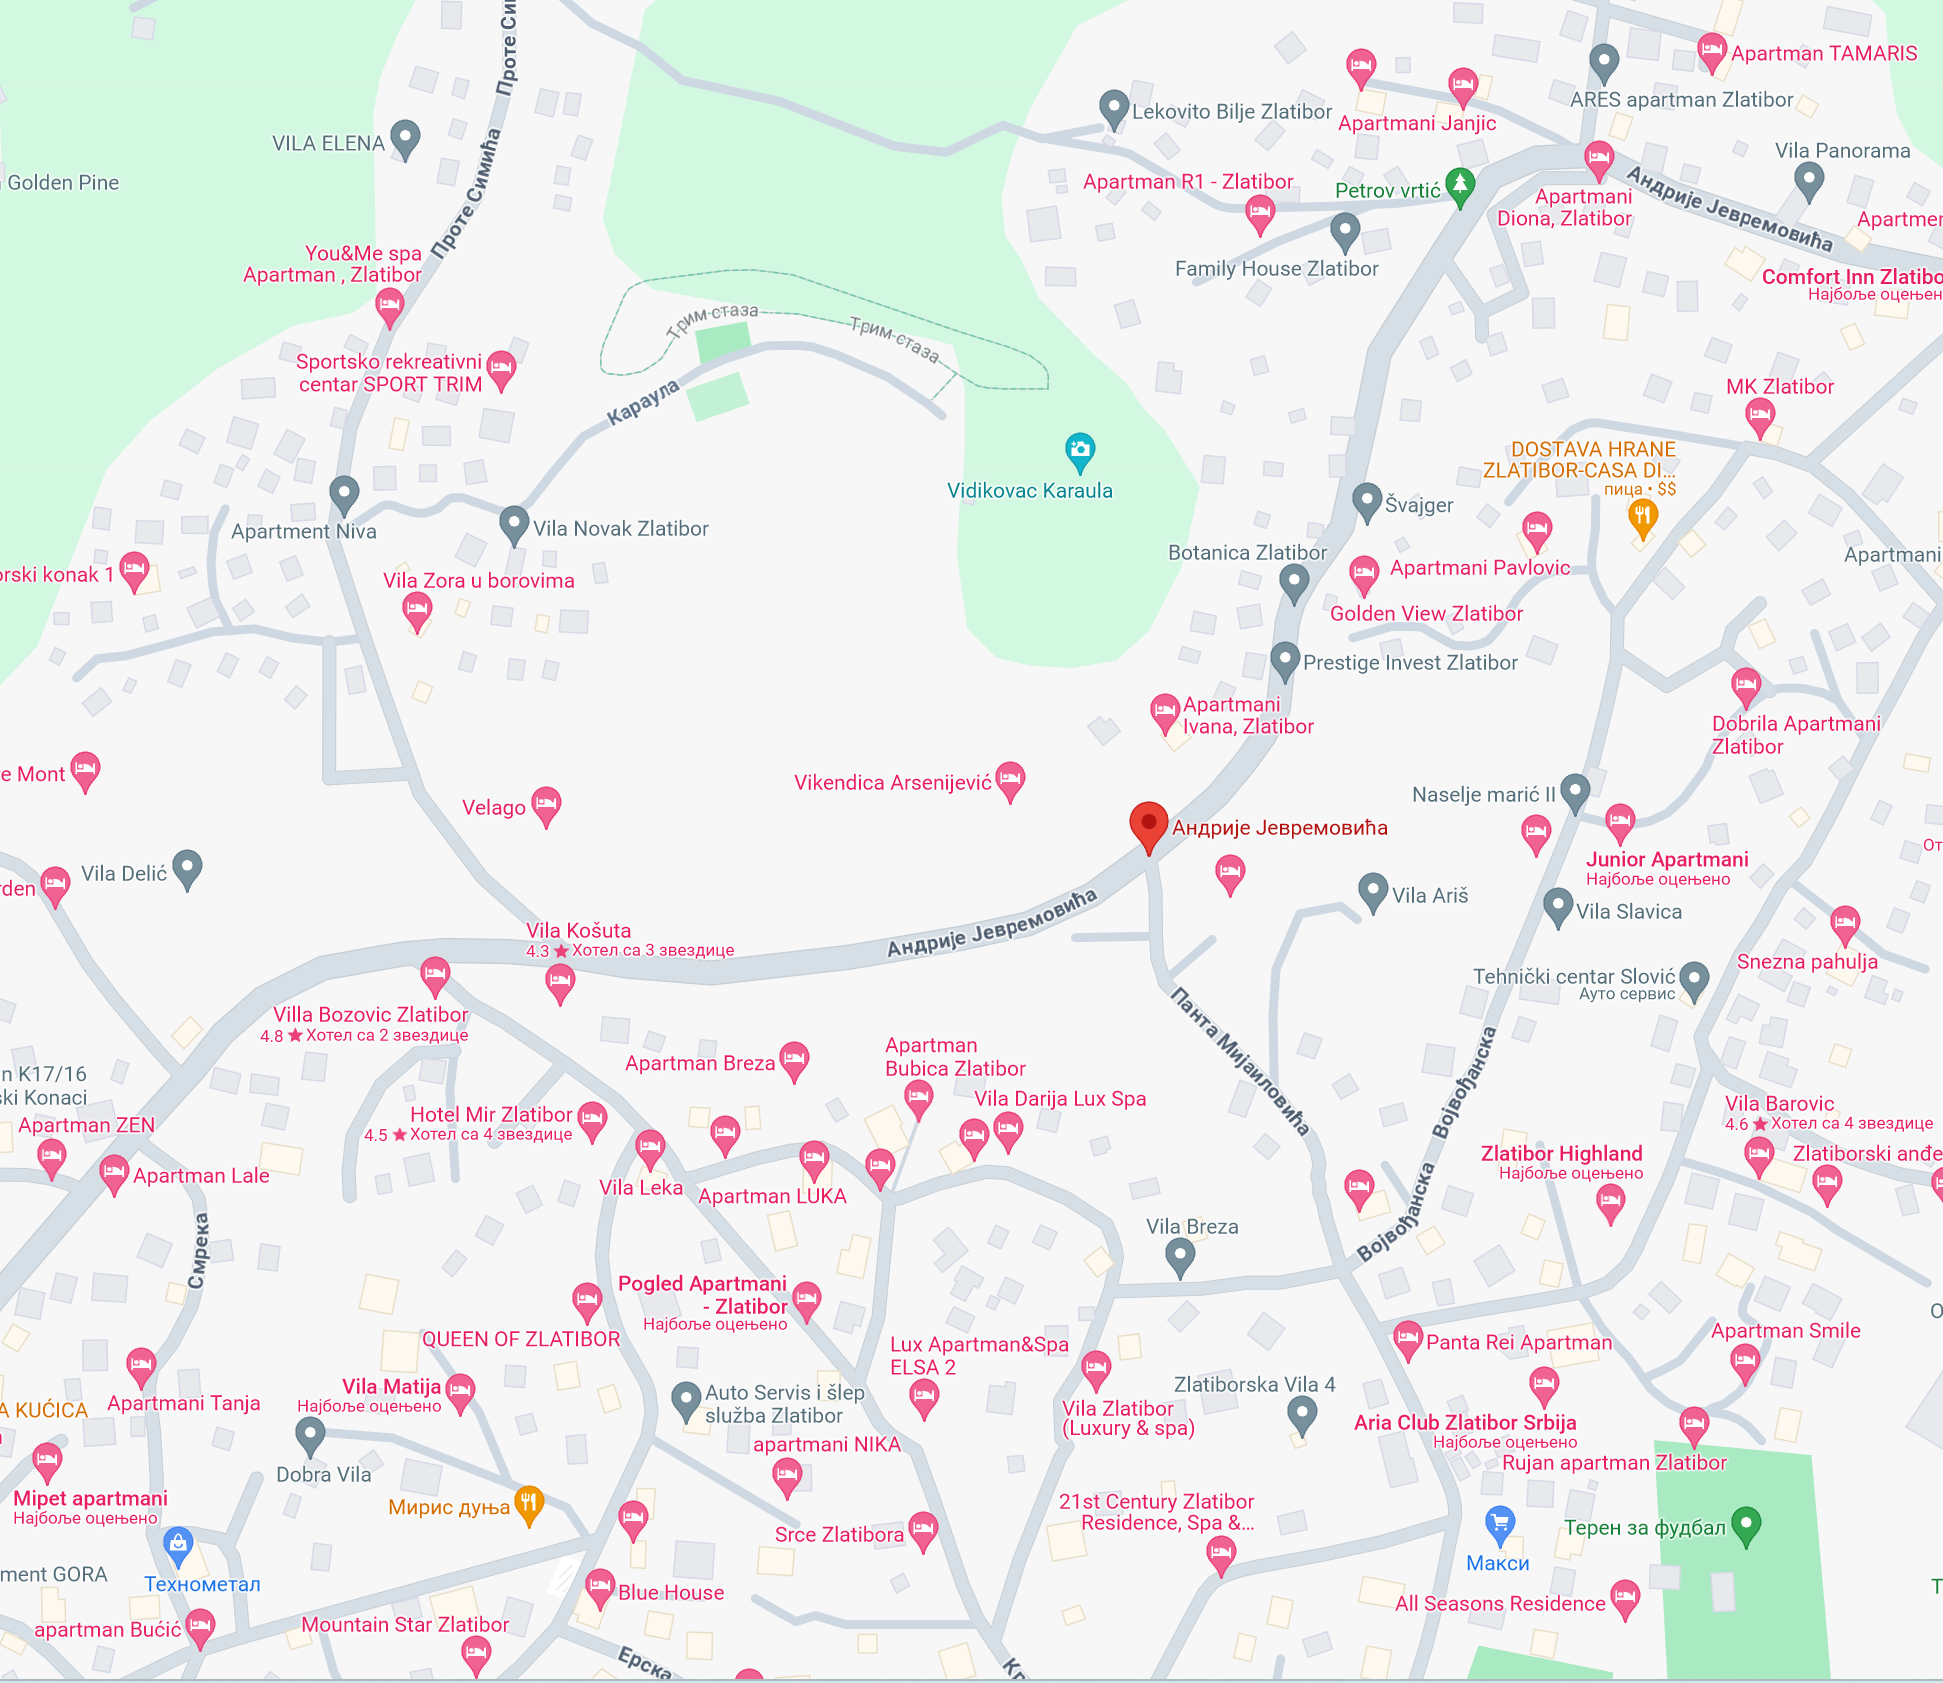 Проте Си
Apartman TAMARIS
ARES apartman Zlatibor
Lekovito Bilje Zlatibor
Apartmani Janjic
VILA ELENA
Проте Симића
Vila Panorama
Golden Pine
Apartman R1 - Zlatibor
Petrov vrtić
Apartmani
Diona, Zlatibor
Андрије Јевремовића
Apartmer
You&Me spa
Apartman , Zlatibor
Family House Zlatibor
Comfort Inn Zlatibo
Најбоље оцењен
Трим-стаза
Трим-стаза
Sportsko rekreativni
centar SPORT TRIM
Караула
MK Zlatibor
DOSTAVA HRANE
ZLATIBOR-CASA DI...
пица • $$
Vidikovac Karaula
Švajger
Apartment Niva
Vila Novak Zlatibor
Botanica Zlatibor
Apartmani
orski konak 1
Vila Zora u borovima
Apartmani Pavlovic
Golden View Zlatibor
Prestige Invest Zlatibor
Apartmani
Ivana, Zlatibor
Dobrila Apartmani
Zlatibor
e Mont
Velago
Vikendica Arsenijević
Naselje marić II
Андрије Јевремовића
Junior Apartmani
Најбоље оцењено
От
Vila Delić
rden
Vila Ariš
Vila Slavica
Андрије Јевремовића
Vila Košuta
4.3 ★ Хотел са 3 звездице
Snezna pahulja
Tehnički centar Slović
Ауто сервис
Villa Bozovic Zlatibor
4.8 ★ Хотел са 2 звездице
Панта Мијаиловића
Војвођанска
Apartman
Bubica Zlatibor
Apartman Breza
n K17/16
ski Konaci
Vila Darija Lux Spa
Vila Barovic
4.6 ★ Хотел са 4 звездице
Hotel Mir Zlatibor
4.5 ★ Хотел са 4 звездице
Apartman ZEN
Zlatibor Highland
Најбоље оцењено
Zlatiborski anđe
Apartman Lale
Vila Leka
Apartman LUKA
Војвођанска
Vila Breza
Смрека
Pogled Apartmani
- Zlatibor
Најбоље оцењено
QUEEN OF ZLATIBOR
O
Lux Apartman&Spa
ELSA 2
Panta Rei Apartman
Apartman Smile
Vila Matija
Најбоље оцењено
Apartmani Tanja
A KUĆICA
Auto Servis i šlep
služba Zlatibor
Zlatiborska Vila 4
Vila Zlatibor
(Luxury & spa)
Aria Club Zlatibor Srbija
Најбоље оцењено
Rujan apartman Zlatibor
apartmani NIKA
Dobra Vila
Mipet apartmani
Најбоље оцењено
Мирис дуња
21st Century Zlatibor
Residence, Spa &...
Srce Zlatibora
Терен за фудбал
Макси
Технометал
ment GORA
Blue House
All Seasons Residence
T
apartman Bućić
Mountain Star Zlatibor
Ерска
Кр